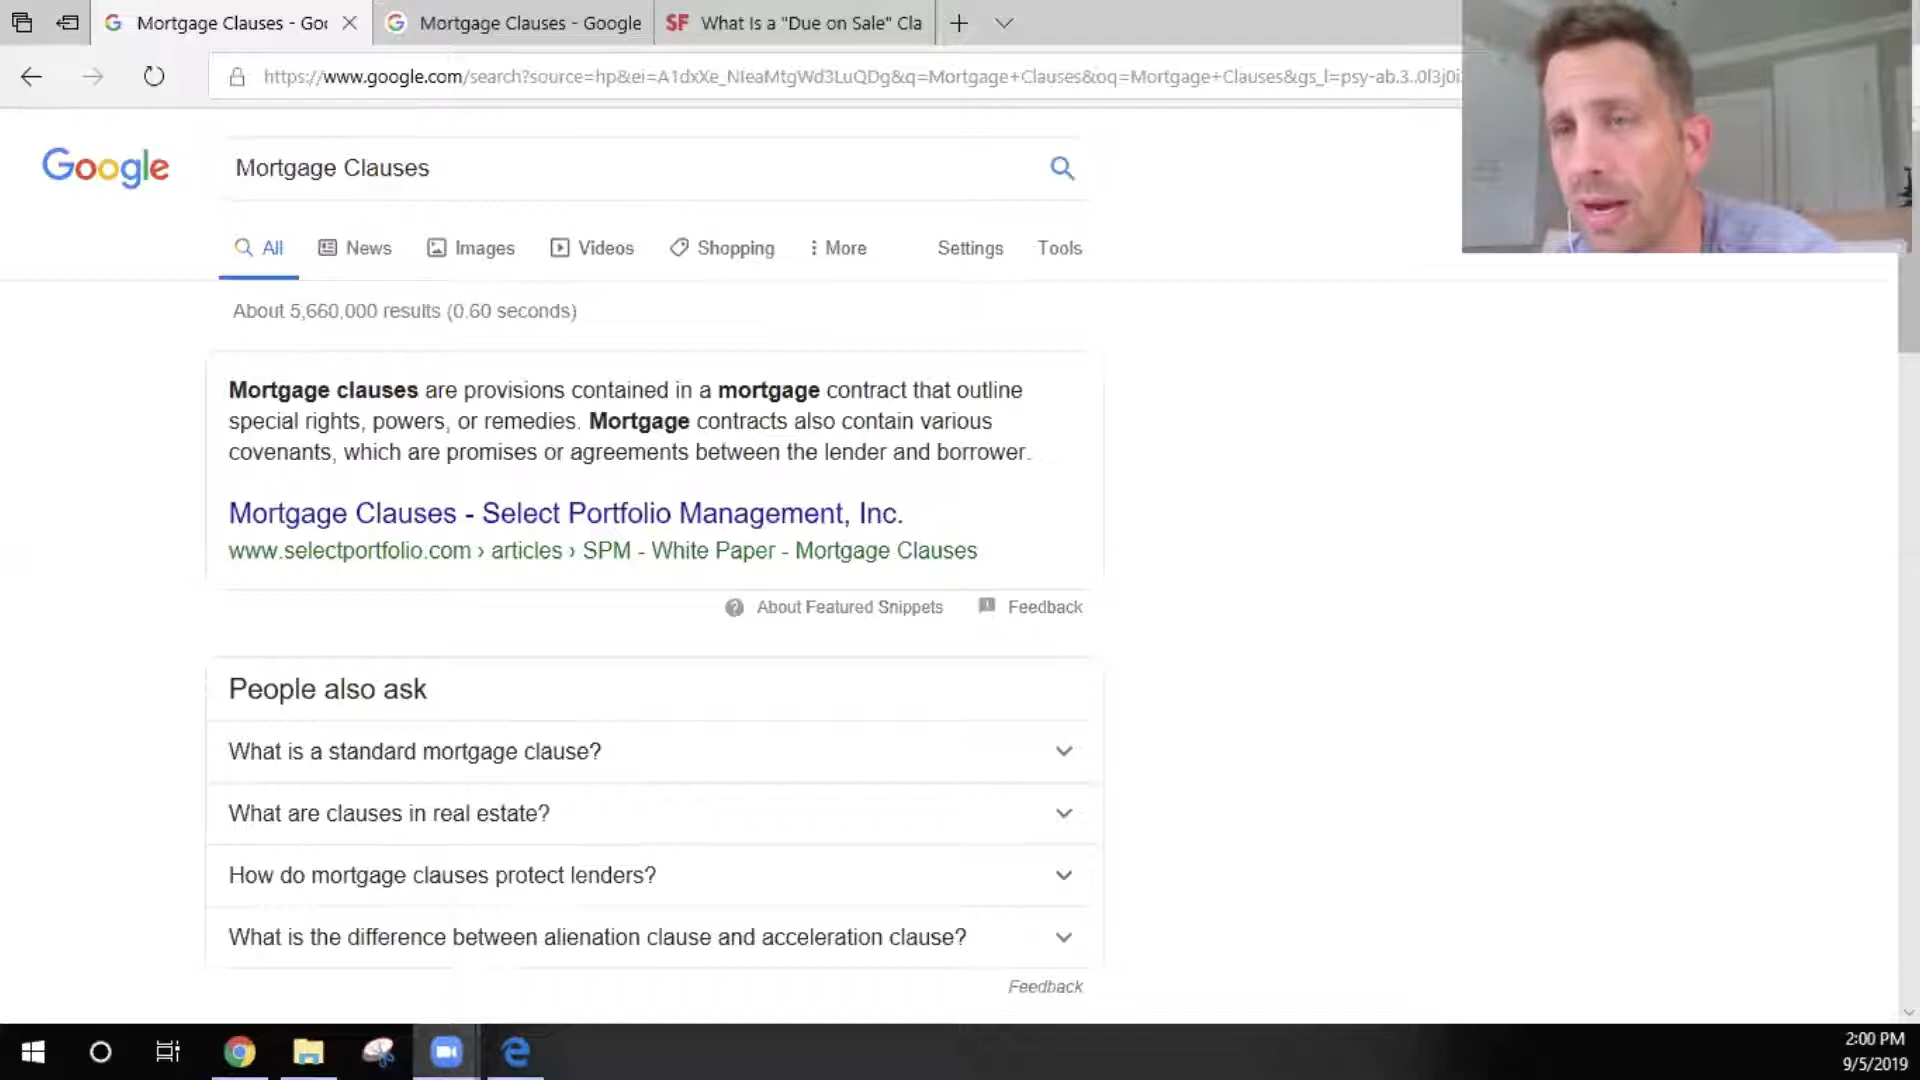 Mortgage Clauses - Goo
Mortgage Clauses - Google
SF What Is a "Due on Sale" Cla
https://www.google.com/search?source=hp&ei=A1dxXe_NIeaMtgWd3LuQDg&q=Mortgage+Clauses&oq=Mortgage+Clauses&gs_l=psy-ab.3..0l3j0i
Google
Mortgage Clauses
All News Images Videos Shopping More Settings Tools
About 5,660,000 results (0.60 seconds)
Mortgage clauses are provisions contained in a mortgage contract that outline
special rights, powers, or remedies. Mortgage contracts also contain various
covenants, which are promises or agreements between the lender and borrower.
Mortgage Clauses - Select Portfolio Management, Inc.
www.selectportfolio.com › articles › SPM - White Paper - Mortgage Clauses
About Featured Snippets Feedback
People also ask
What is a standard mortgage clause?
What are clauses in real estate?
How do mortgage clauses protect lenders?
What is the difference between alienation clause and acceleration clause?
Feedback
2:00 PM
9/5/2019